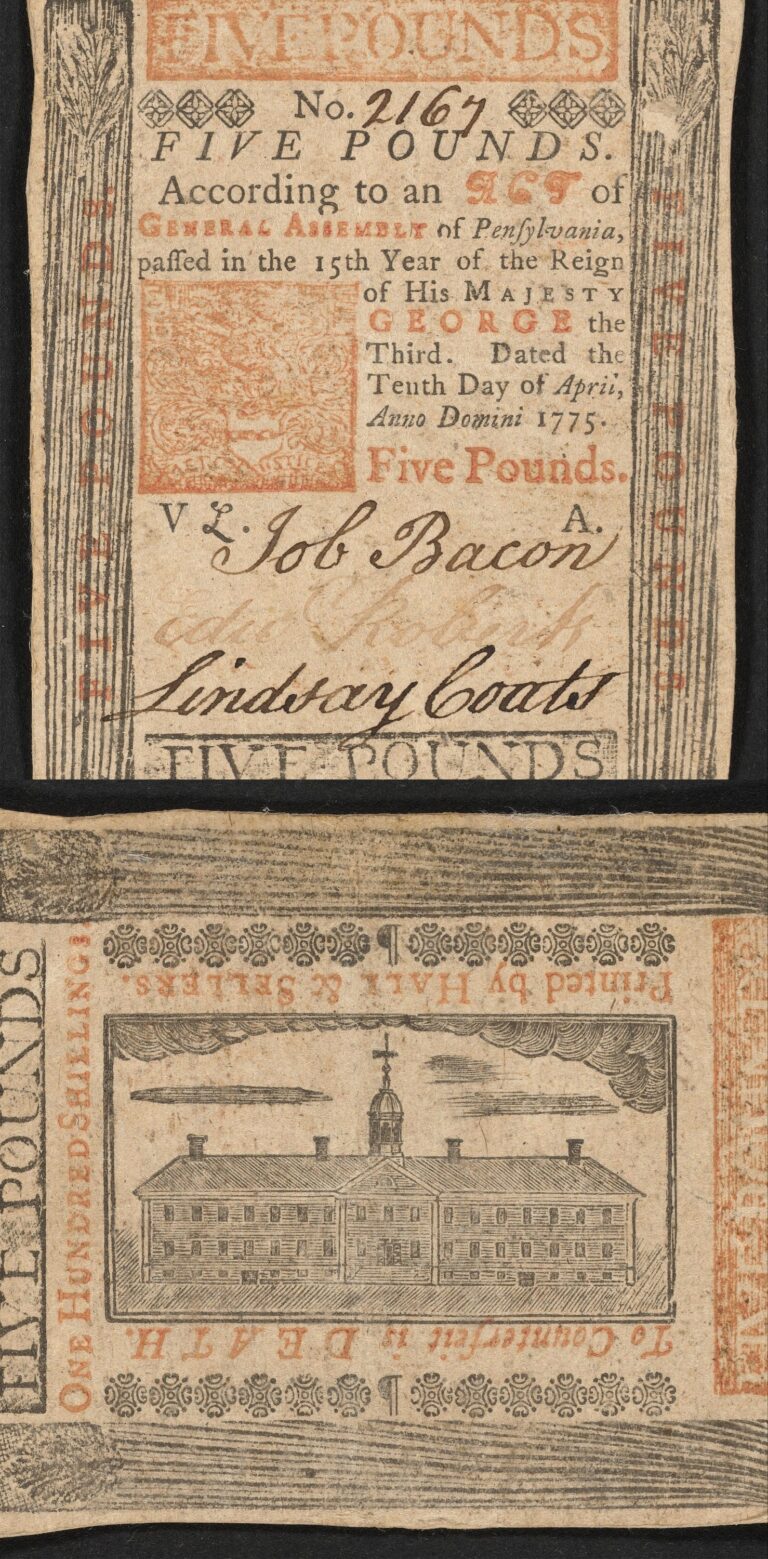 FIVE POUNDS
No. 2167
FIVE POUNDS.
According to an ACT of
GENERAL ASSEMBLY of Penſylvania,
paſſed in the 15th Year of the Reign
of His MAJESTY
GEORGE the
Third. Dated the
Tenth Day of April,
Anno Domini 1775.
Five Pounds.
V L. A.
Job Bacon
Edw Roberts
Lindsay Coats
FIVE POUNDS
FIVE POUNDS.
FIVE POUNDS
Printed by HALL & SELLERS.
To Counterfeit is DEATH.
ONE HUNDRED SHILLINGS
FIVE POUNDS